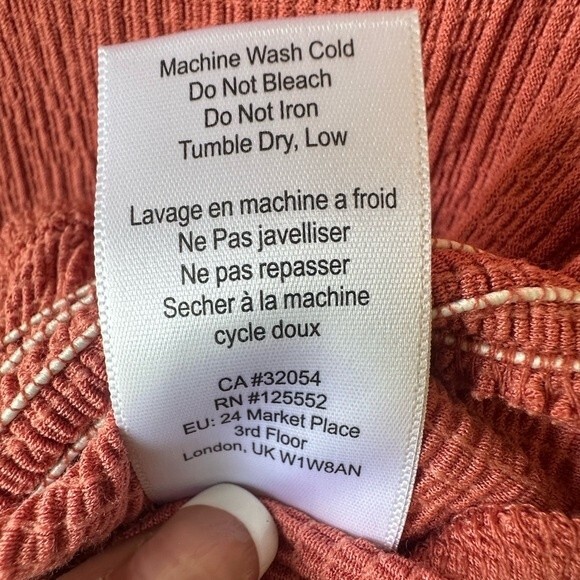 Machine Wash Cold
Do Not Bleach
Do Not Iron
Tumble Dry, Low
Lavage en machine a froid
Ne Pas javelliser
Ne pas repasser
Secher à la machine
cycle doux
CA #32054
RN #125552
EU: 24 Market Place
3rd Floor
London, UK W1W8AN